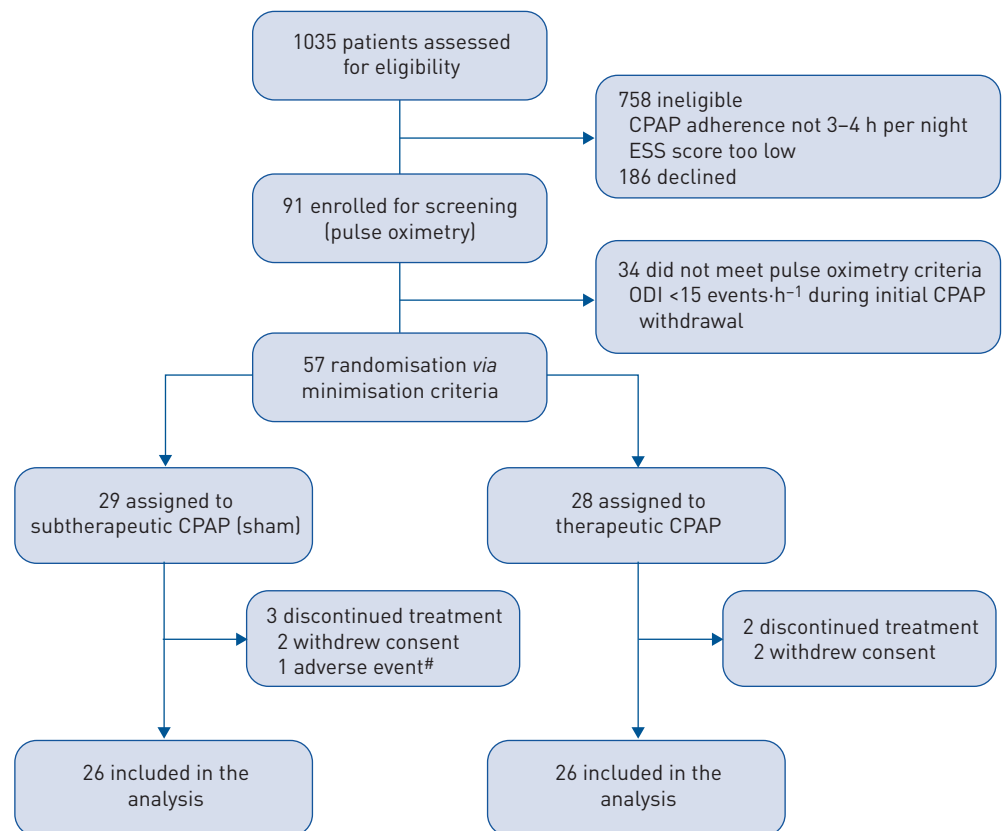 1035 patients assessed
for eligibility
758 ineligible
CPAP adherence not 3–4 h per night
ESS score too low
186 declined
91 enrolled for screening
(pulse oximetry)
34 did not meet pulse oximetry criteria
ODI <15 events·h⁻¹ during initial CPAP
withdrawal
57 randomisation via
minimisation criteria
29 assigned to
subtherapeutic CPAP (sham)
28 assigned to
therapeutic CPAP
3 discontinued treatment
2 withdrew consent
1 adverse event#
2 discontinued treatment
2 withdrew consent
26 included in the
analysis
26 included in the
analysis